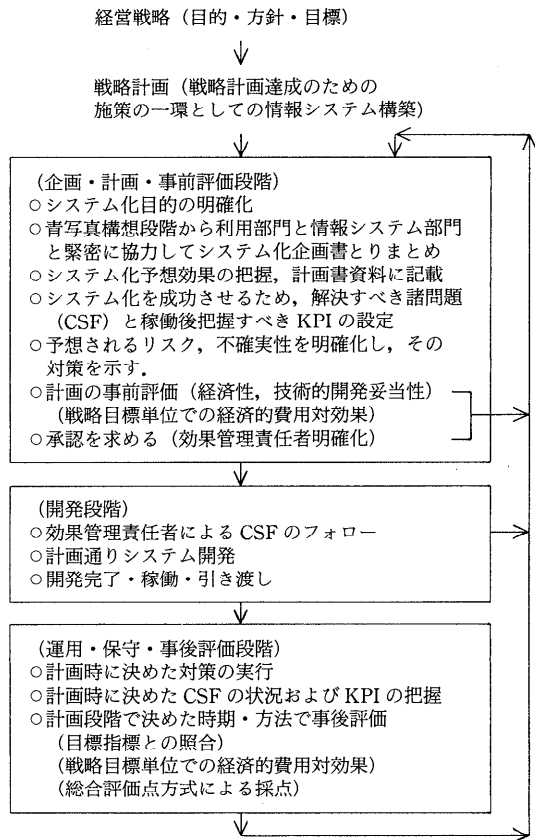 経営戦略（目的・方針・目標）
戦略計画（戦略計画達成のための
施策の一環としての情報システム構築）
（企画・計画・事前評価段階）
○システム化目的の明確化
○青写真構想段階から利用部門と情報システム部門
と緊密に協力してシステム化企画書とりまとめ
○システム化予想効果の把握，計画書資料に記載
○システム化を成功させるため，解決すべき諸問題
（CSF）と稼働後把握すべき KPI の設定
○予想されるリスク，不確実性を明確化し，その
対策を示す．
○計画の事前評価（経済性，技術的開発妥当性）
（戦略目標単位での経済的費用対効果）
○承認を求める（効果管理責任者明確化）
（開発段階）
○効果管理責任者による CSF のフォロー
○計画通りシステム開発
○開発完了・稼働・引き渡し
（運用・保守・事後評価段階）
○計画時に決めた対策の実行
○計画時に決めた CSF の状況および KPI の把握
○計画段階で決めた時期・方法で事後評価
（目標指標との照合）
（戦略目標単位での経済的費用対効果）
（総合評価点方式による採点）